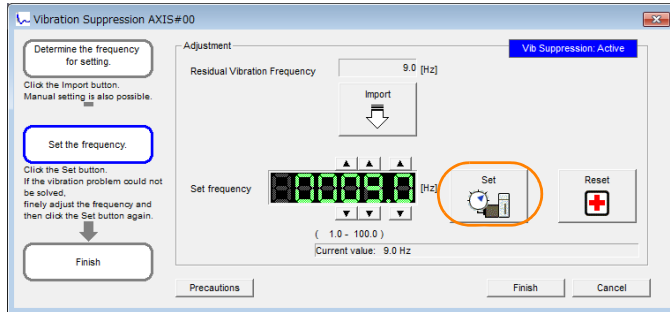 Vibration Suppression AXIS#00
Determine the frequency
for setting.
Click the Import button.
Manual setting is also possible.
Set the frequency.
Click the Set button.
If the vibration problem could not
be solved,
finely adjust the frequency and
then click the Set button again.
Finish
Adjustment
Vib Suppression: Active
Residual Vibration Frequency
9.0 [Hz]
Import
Set frequency
0009.0 [Hz]
Set
Reset
( 1.0 - 100.0 )
Current value: 9.0 Hz
Precautions
Finish
Cancel